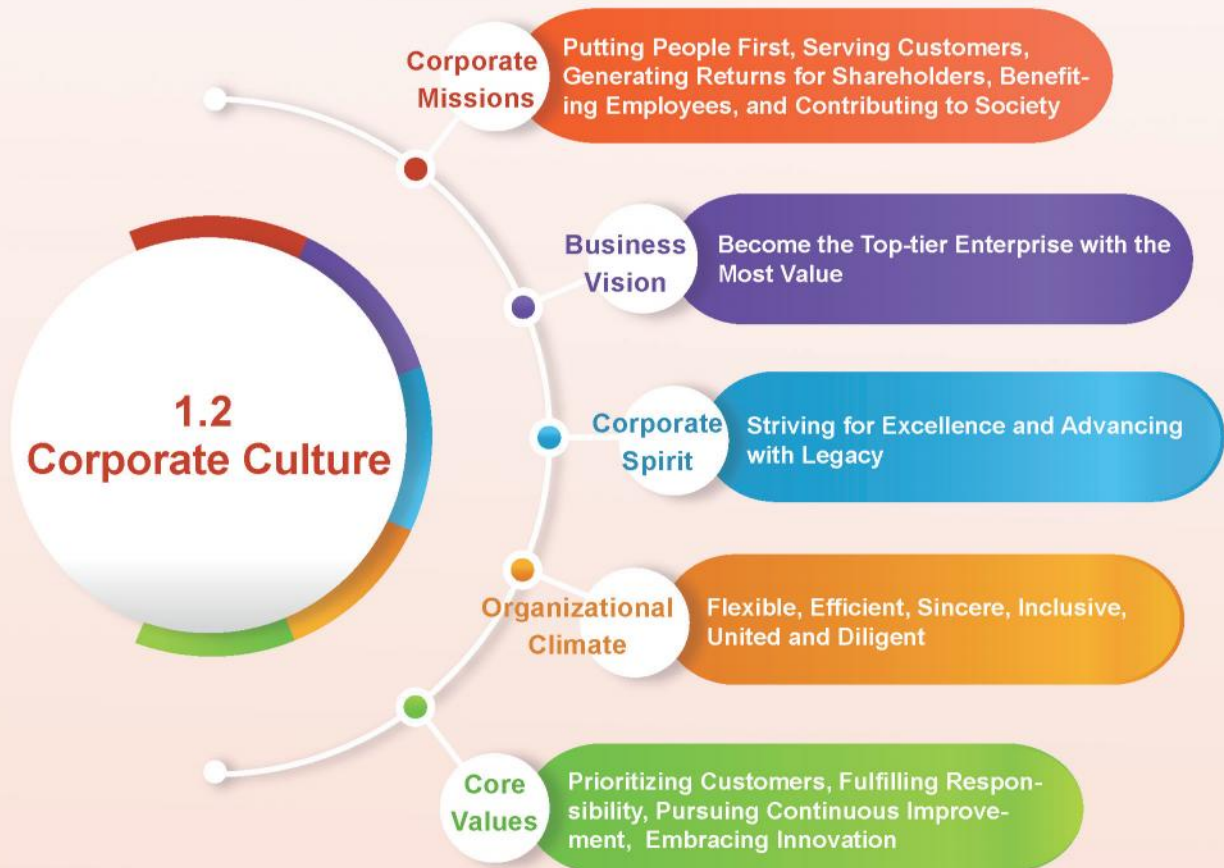 Corporate
Missions
Putting People First, Serving Customers,
Generating Returns for Shareholders, Benefit-
ing Employees, and Contributing to Society
Business
Vision
Become the Top-tier Enterprise with the
Most Value
1.2
Corporate Culture
Corporate
Spirit
Striving for Excellence and Advancing
with Legacy
Organizational
Climate
Flexible, Efficient, Sincere, Inclusive,
United and Diligent
Core
Values
Prioritizing Customers, Fulfilling Respon-
sibility, Pursuing Continuous Improve-
ment,  Embracing Innovation